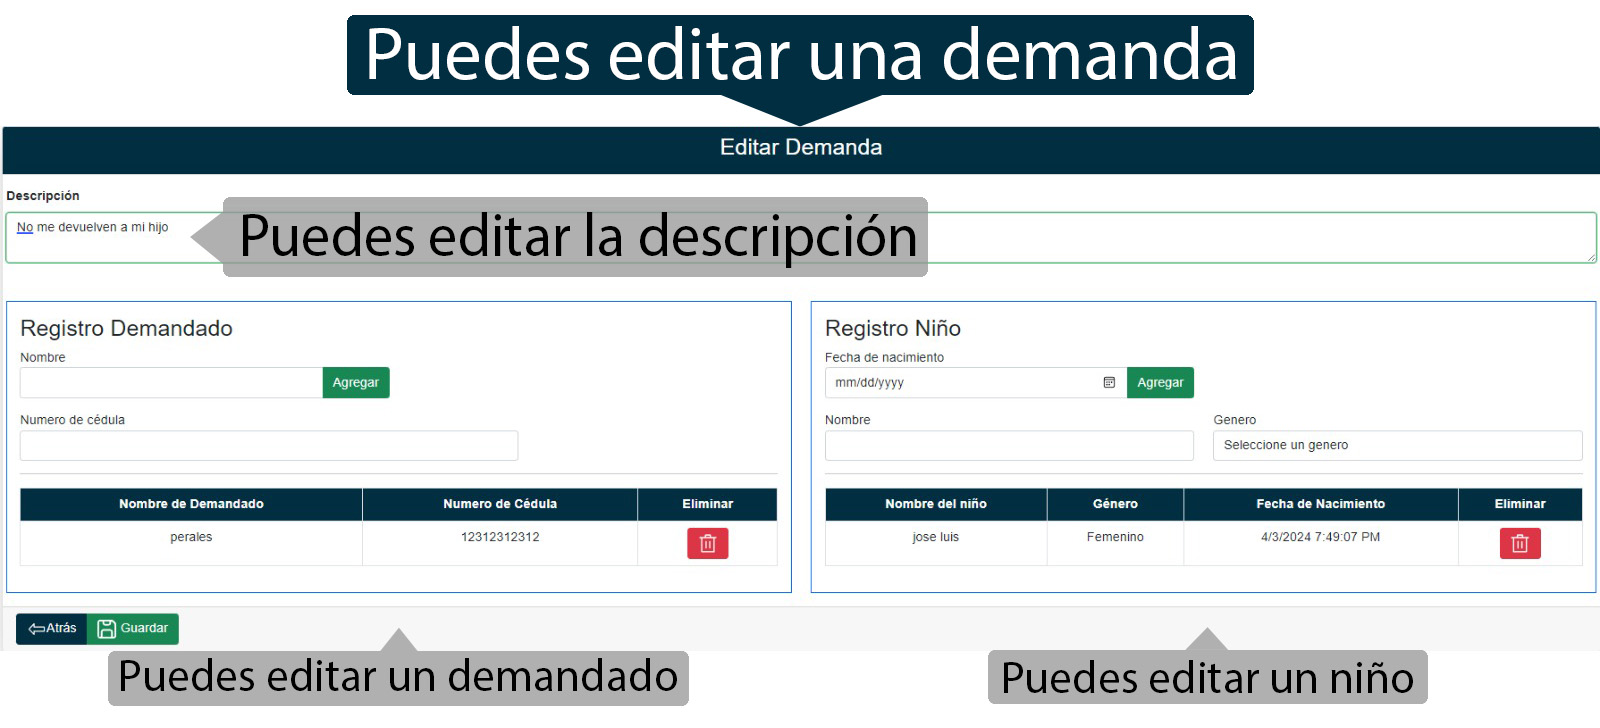 Puedes editar una demanda
Editar Demanda
Descripción
No me devuelven a mi hijo
Puedes editar la descripción
Registro Demandado
Nombre
Agregar
Numero de cédula
Nombre de Demandado Numero de Cédula Eliminar
perales 12312312312
Registro Niño
Fecha de nacimiento
mm/dd/yyyy Agregar
Nombre Genero
Seleccione un genero
Nombre del niño Género Fecha de Nacimiento Eliminar
jose luis Femenino 4/3/2024 7:49:07 PM
Atrás Guardar
Puedes editar un demandado
Puedes editar un niño